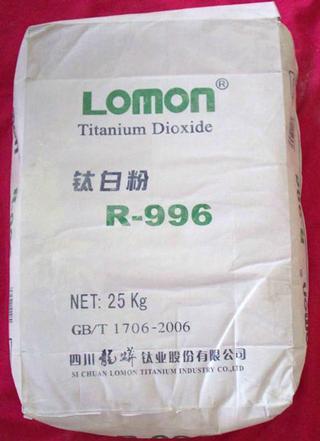 LOMON®
Titanium Dioxide
钛白粉
R-996
NET: 25 Kg
GB/T 1706-2006
四川龙蟒钛业股份有限公司
SI CHUAN LOMON TITANIUM INDUSTRY CO.,LTD